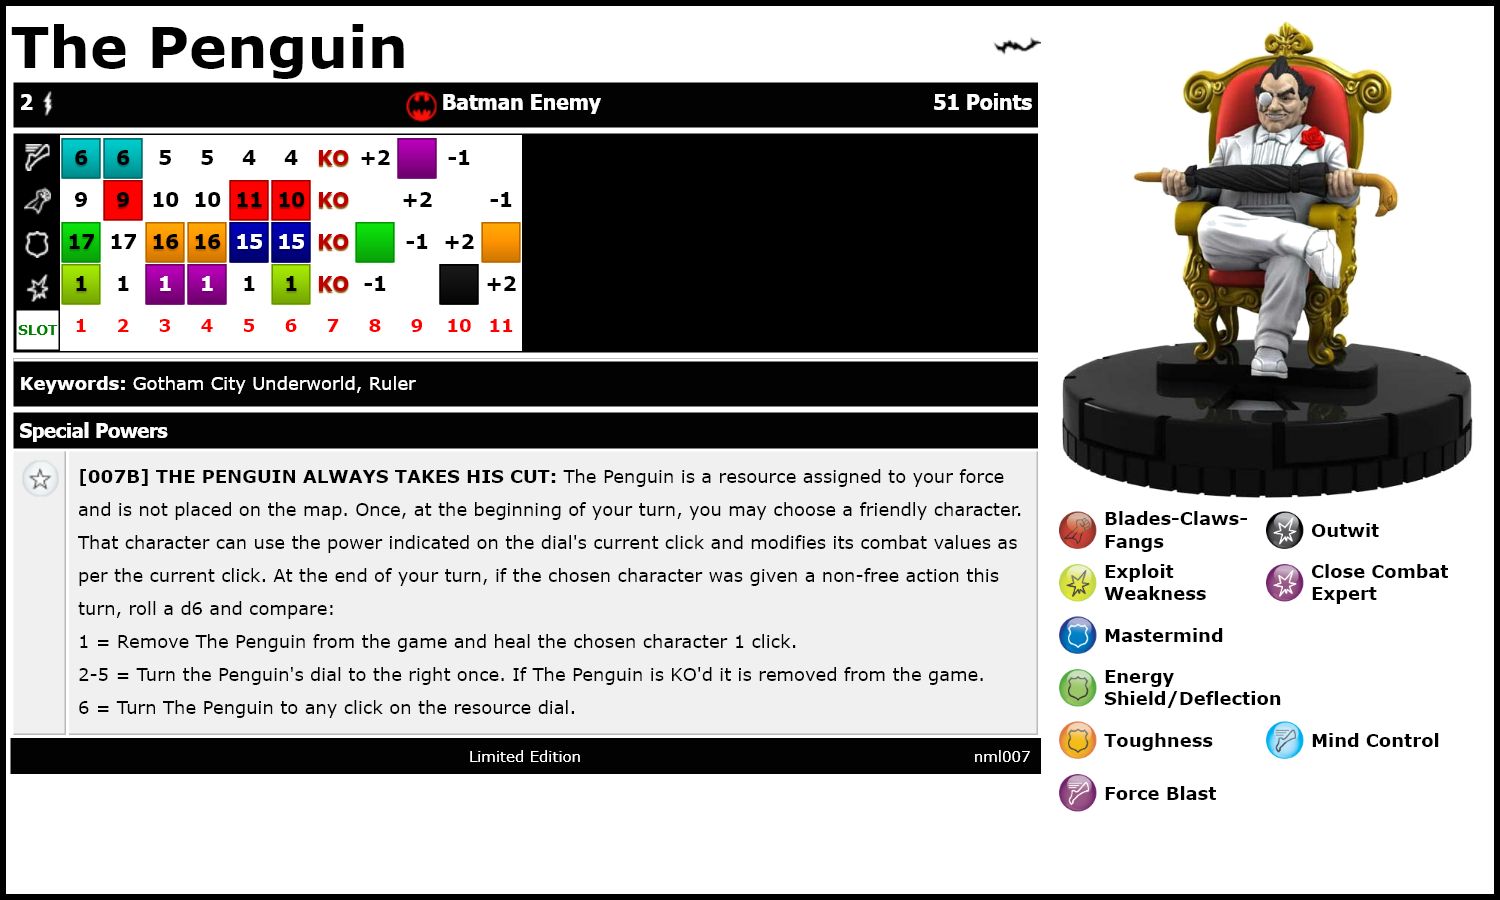 The Penguin
2 Batman Enemy 51 Points
6 6 5 5 4 4 KO +2 -1
9 9 10 10 11 10 KO +2 -1
17 17 16 16 15 15 KO -1 +2
1 1 1 1 1 1 KO -1 +2
SLOT 1 2 3 4 5 6 7 8 9 10 11
Keywords: Gotham City Underworld, Ruler
Special Powers
[007B] THE PENGUIN ALWAYS TAKES HIS CUT: The Penguin is a resource assigned to your force
and is not placed on the map. Once, at the beginning of your turn, you may choose a friendly character.
That character can use the power indicated on the dial's current click and modifies its combat values as
per the current click. At the end of your turn, if the chosen character was given a non-free action this
turn, roll a d6 and compare:
1 = Remove The Penguin from the game and heal the chosen character 1 click.
2-5 = Turn the Penguin's dial to the right once. If The Penguin is KO'd it is removed from the game.
6 = Turn The Penguin to any click on the resource dial.
Limited Edition nml007
Blades-Claws-
Fangs
Outwit
Exploit
Weakness
Close Combat
Expert
Mastermind
Energy
Shield/Deflection
Toughness
Mind Control
Force Blast